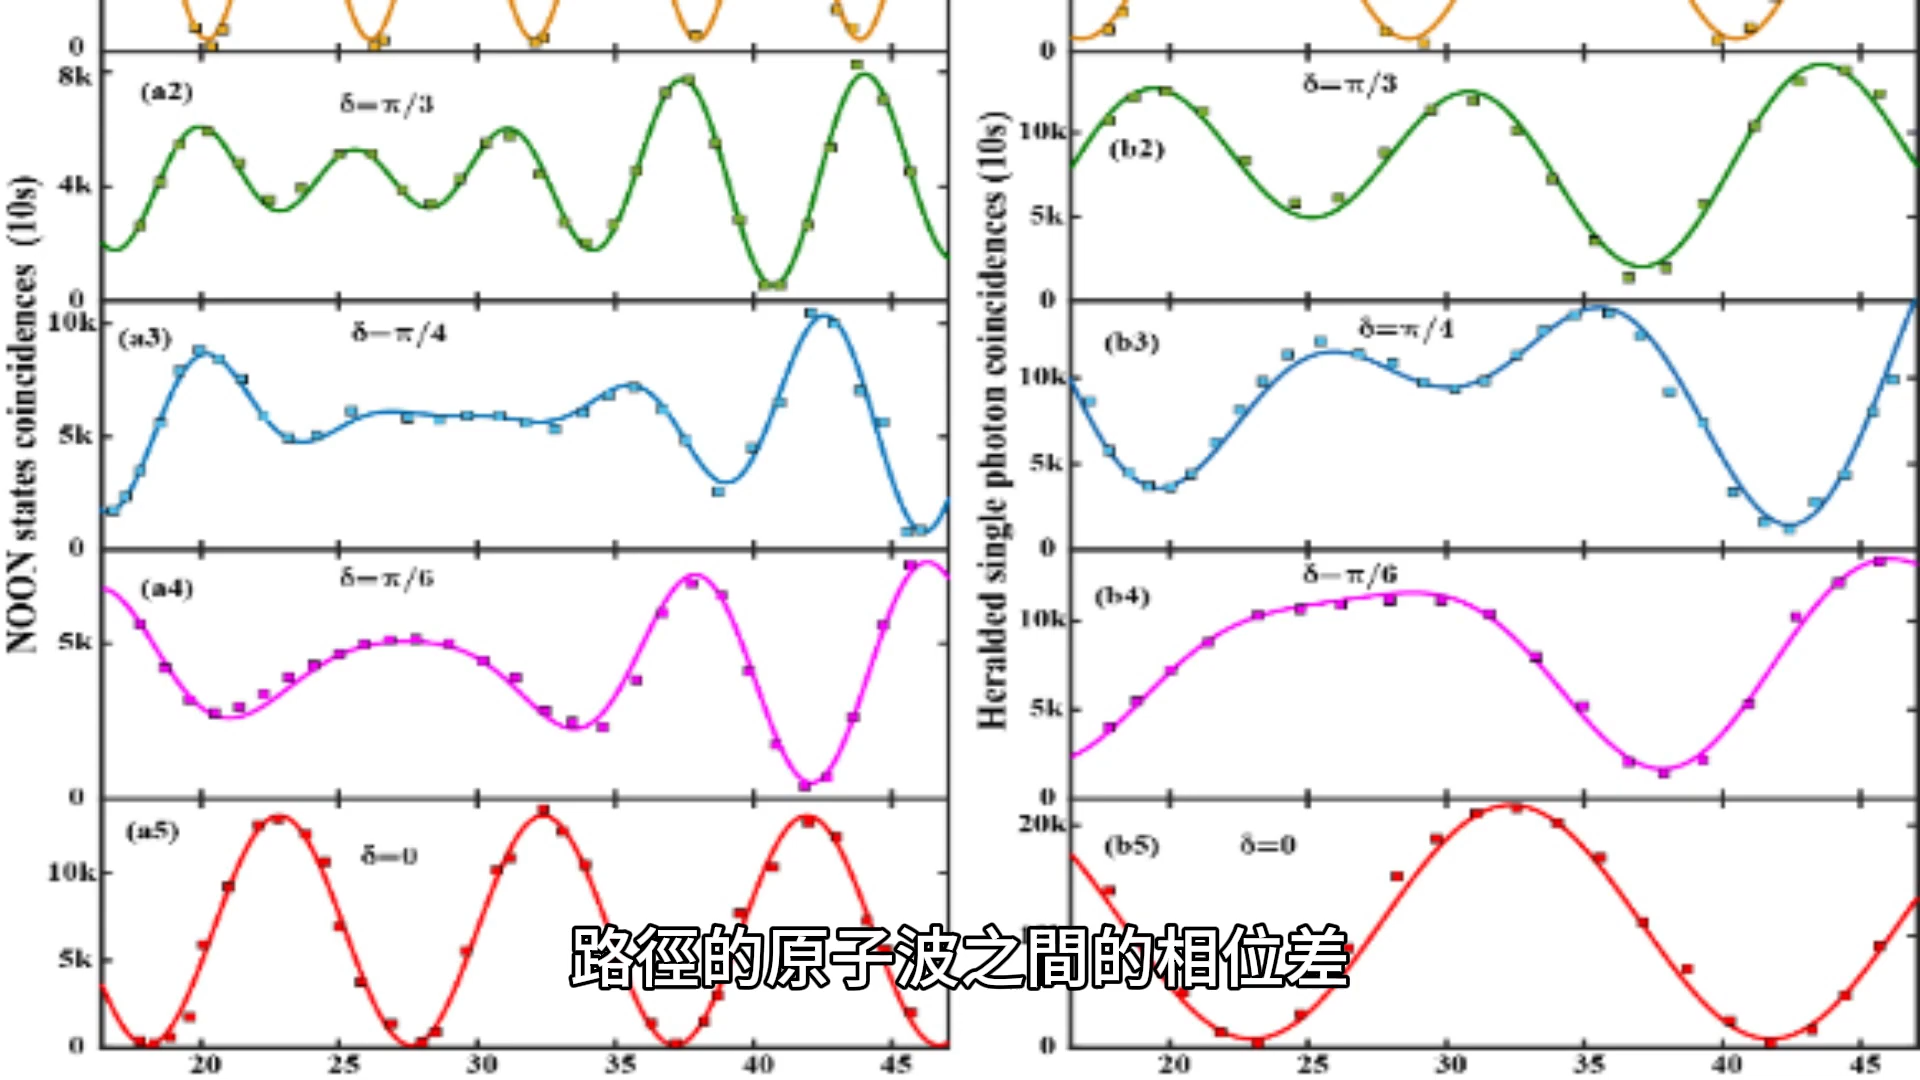 0
8k
(a2)
δ=π/3
4k
0
10k
(a3)
δ=π/4
5k
0
(a4)
δ=π/6
5k
0
(a5)
δ=0
10k
5k
0
20 25 30 35 40 45
NOON states coincidences (10s)
0
δ=π/3
10k
(b2)
5k
0
(b3)
δ=π/4
10k
5k
0
δ=π/6
(b4)
10k
5k
0
20k
(b5)
δ=0
0
20 25 30 35 40 45
Heralded single photon coincidences (10s)
路徑的原子波之間的相位差